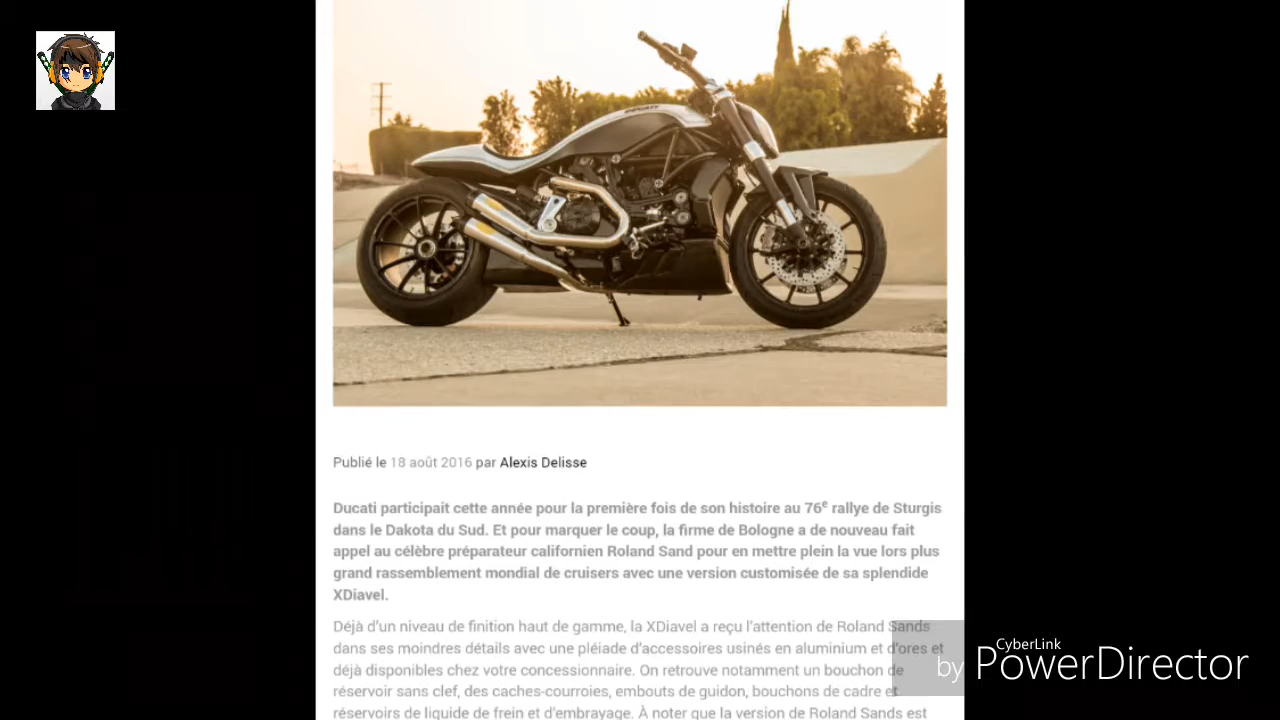 DUCATI
Publié le 18 août 2016 par Alexis Delisse
Ducati participait cette année pour la première fois de son histoire au 76e rallye de Sturgis
dans le Dakota du Sud. Et pour marquer le coup, la firme de Bologne a de nouveau fait
appel au célèbre préparateur californien Roland Sand pour en mettre plein la vue lors plus
grand rassemblement mondial de cruisers avec une version customisée de sa splendide
XDiavel.
Déjà d'un niveau de finition haut de gamme, la XDiavel a reçu l'attention de Roland Sands
dans ses moindres détails avec une pléiade d'accessoires usinés en aluminium et d'ores et
déjà disponibles chez votre concessionnaire. On retrouve notamment un bouchon de
réservoir sans clef, des caches-courroies, embouts de guidon, bouchons de cadre et
réservoirs de liquide de frein et d'embrayage. À noter que la version de Roland Sands est
CyberLink
by PowerDirector